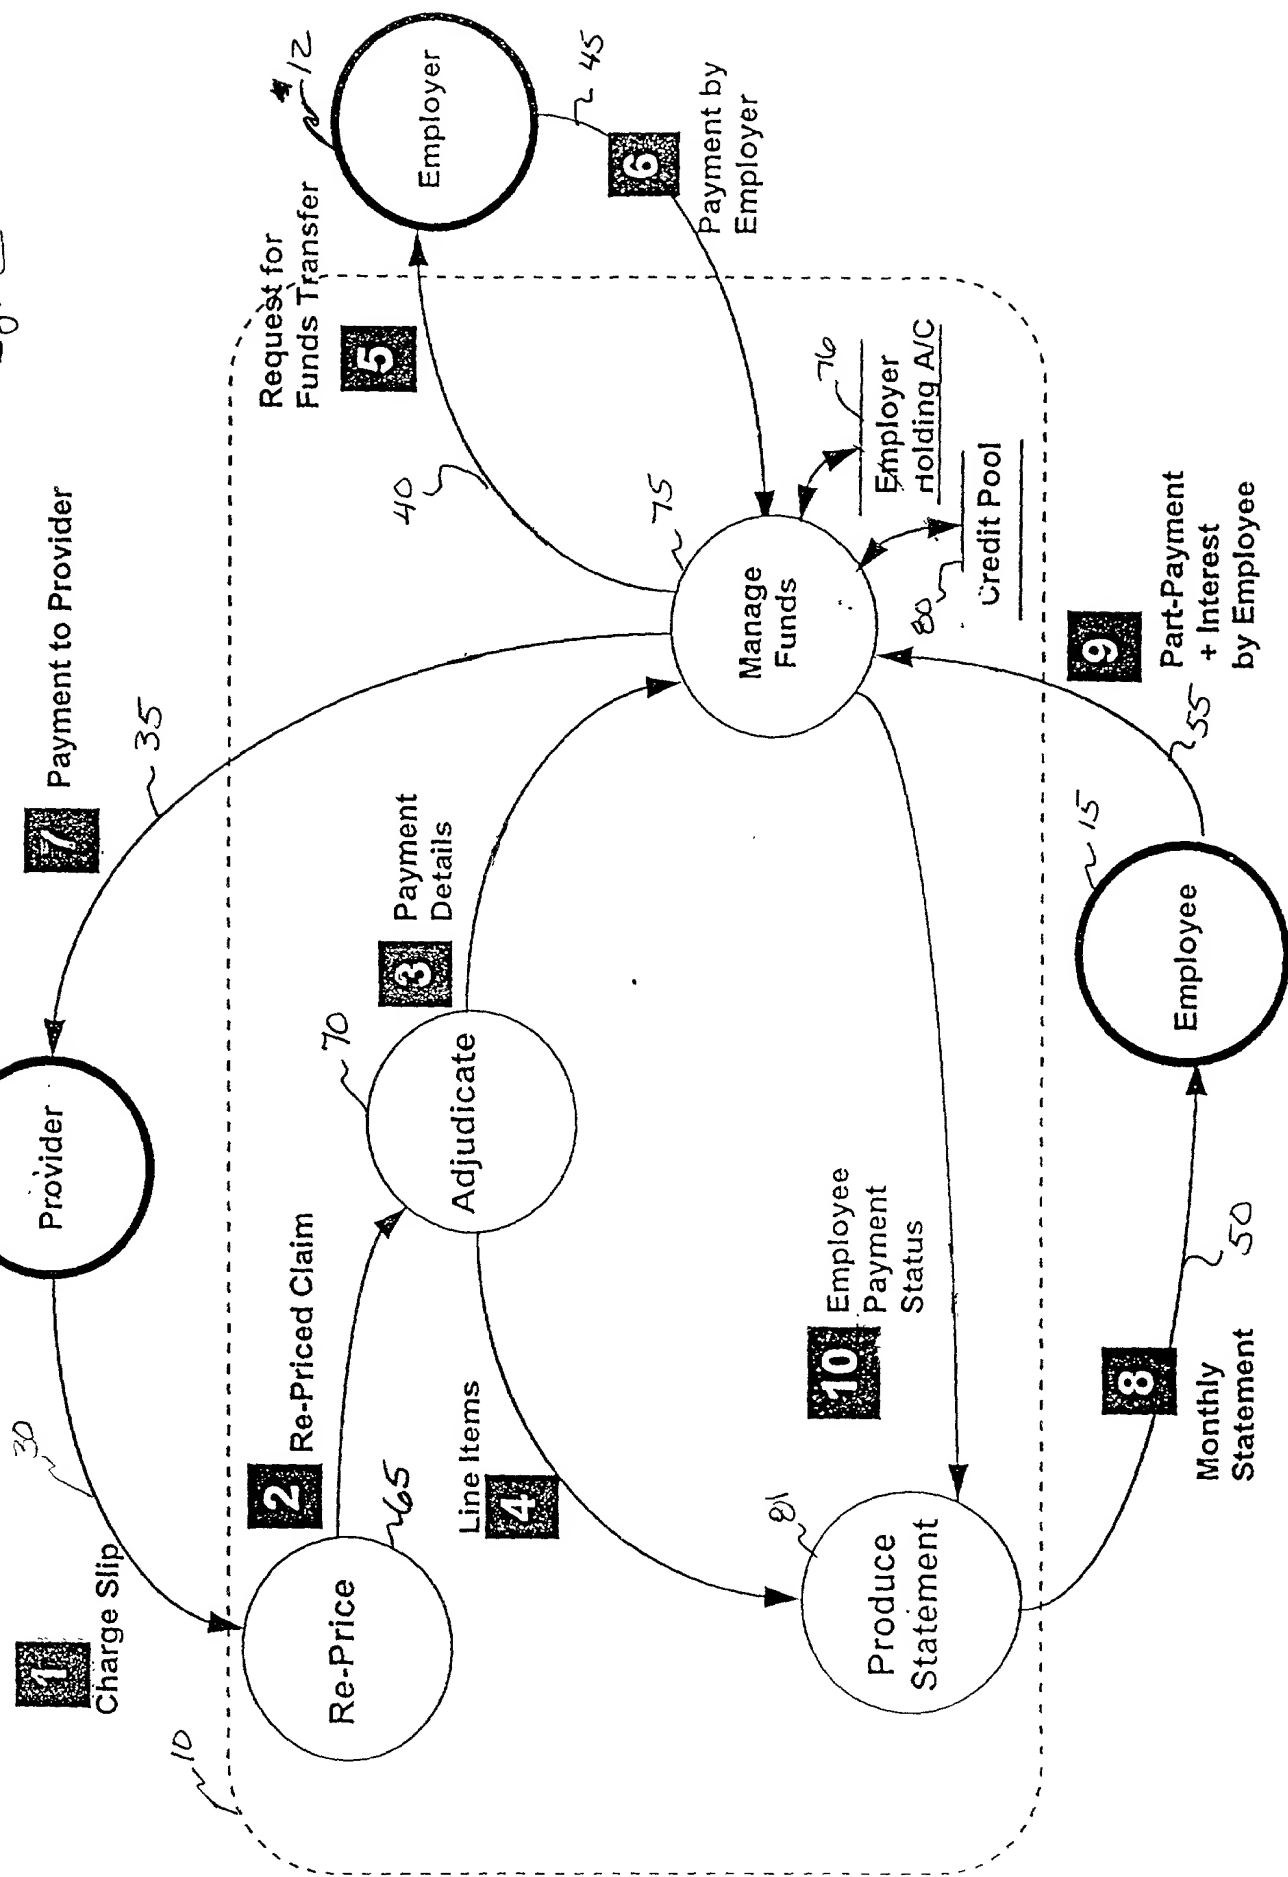 1
Charge Slip
30
Provider
7
Payment to Provider
35
10
2
Re-Priced Claim
Re-Price
65
70
Adjudicate
3
Payment
Details
Line Items
4
40
5
Request for
Funds Transfer
12
Employer
45
6
Payment by
Employer
75
Manage
Funds
76
Employer
Holding A/C
80
Credit Pool
10
Employee
Payment
Status
81
Produce
Statement
8
Monthly
Statement
50
15
Employee
55
9
Part-Payment
+ Interest
by Employee